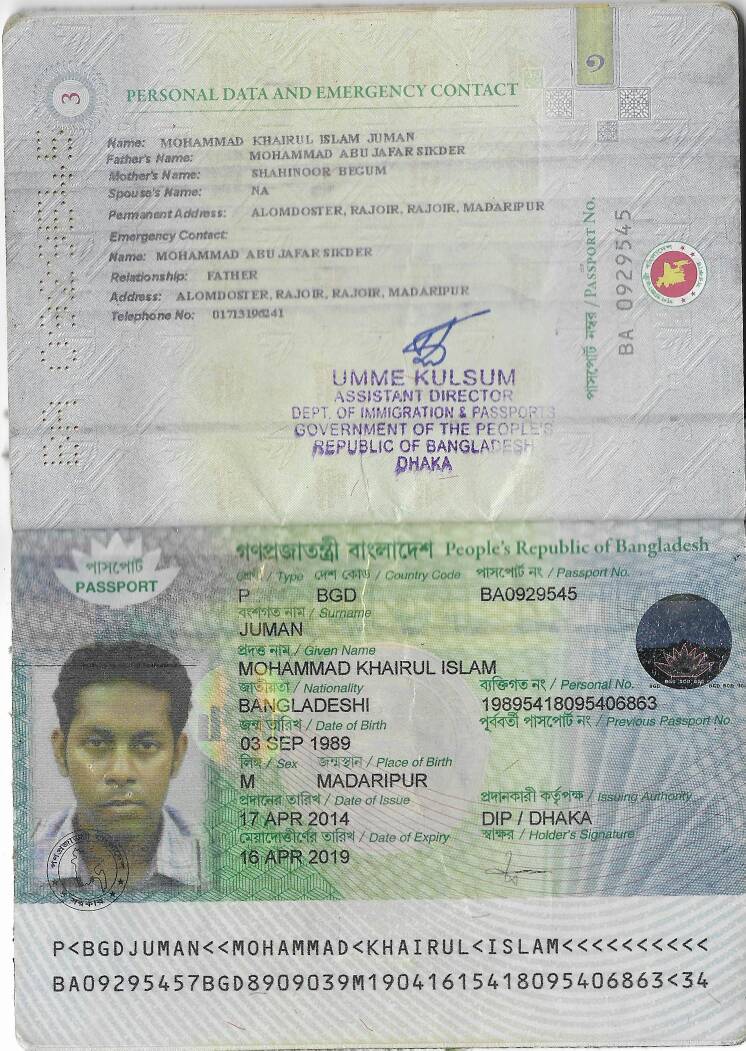 3
PERSONAL DATA AND EMERGENCY CONTACT
Name: MOHAMMAD KHAIRUL ISLAM JUMAN
Father's Name: MOHAMMAD ABU JAFAR SIKDER
Mother's Name: SHAHINOOR BEGUM
Spouse's Name: NA
Permanent Address: ALOMDOSTER, RAJOIR, RAJOIR, MADARIPUR
Emergency Contact:
Name: MOHAMMAD ABU JAFAR SIKDER
Relationship: FATHER
Address: ALOMDOSTER, RAJOIR, RAJOIR, MADARIPUR
Telephone No:
পাসপোর্ট নম্বর / PASSPORT No.
BA 0929545
UMME KULSUM
ASSISTANT DIRECTOR
DEPT. OF IMMIGRATION & PASSPORTS
GOVERNMENT OF THE PEOPLE'S
REPUBLIC OF BANGLADESH
DHAKA
গণপ্রজাতন্ত্রী বাংলাদেশ People's Republic of Bangladesh
পাসপোর্ট
PASSPORT
শ্রেণী / Type দেশ কোড / Country Code পাসপোর্ট নং / Passport No.
P BGD BA0929545
বংশগত নাম / Surname
JUMAN
প্রদত্ত নাম / Given Name
MOHAMMAD KHAIRUL ISLAM
জাতীয়তা / Nationality ব্যক্তিগত নং / Personal No.
BANGLADESHI 19895418095406863
জন্ম তারিখ / Date of Birth পূর্ববর্তী পাসপোর্ট নং / Previous Passport No.
03 SEP 1989
লিঙ্গ / Sex জন্মস্থান / Place of Birth
M MADARIPUR
প্রদানের তারিখ / Date of Issue প্রদানকারী কর্তৃপক্ষ / Issuing Authority
17 APR 2014 DIP / DHAKA
মেয়াদোত্তীর্ণের তারিখ / Date of Expiry স্বাক্ষর / Holder's Signature
16 APR 2019
P<BGDJUMAN<<MOHAMMAD<KHAIRUL<ISLAM<<<<<<<<<<
BA09295457BGD8909039M19041615418095406863<34